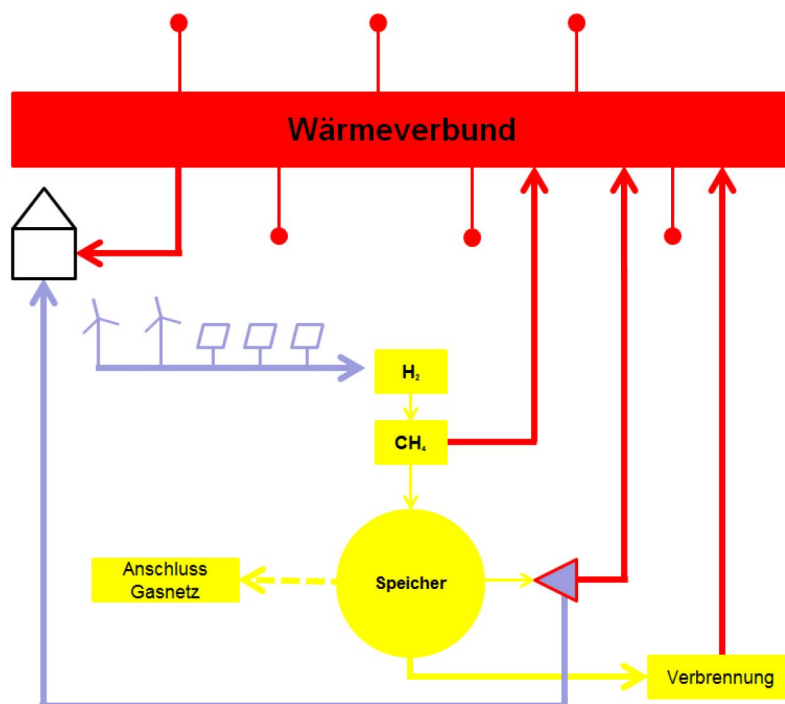 Wärmeverbund
H₂
CH₄
Anschluss
Gasnetz
Speicher
Verbrennung